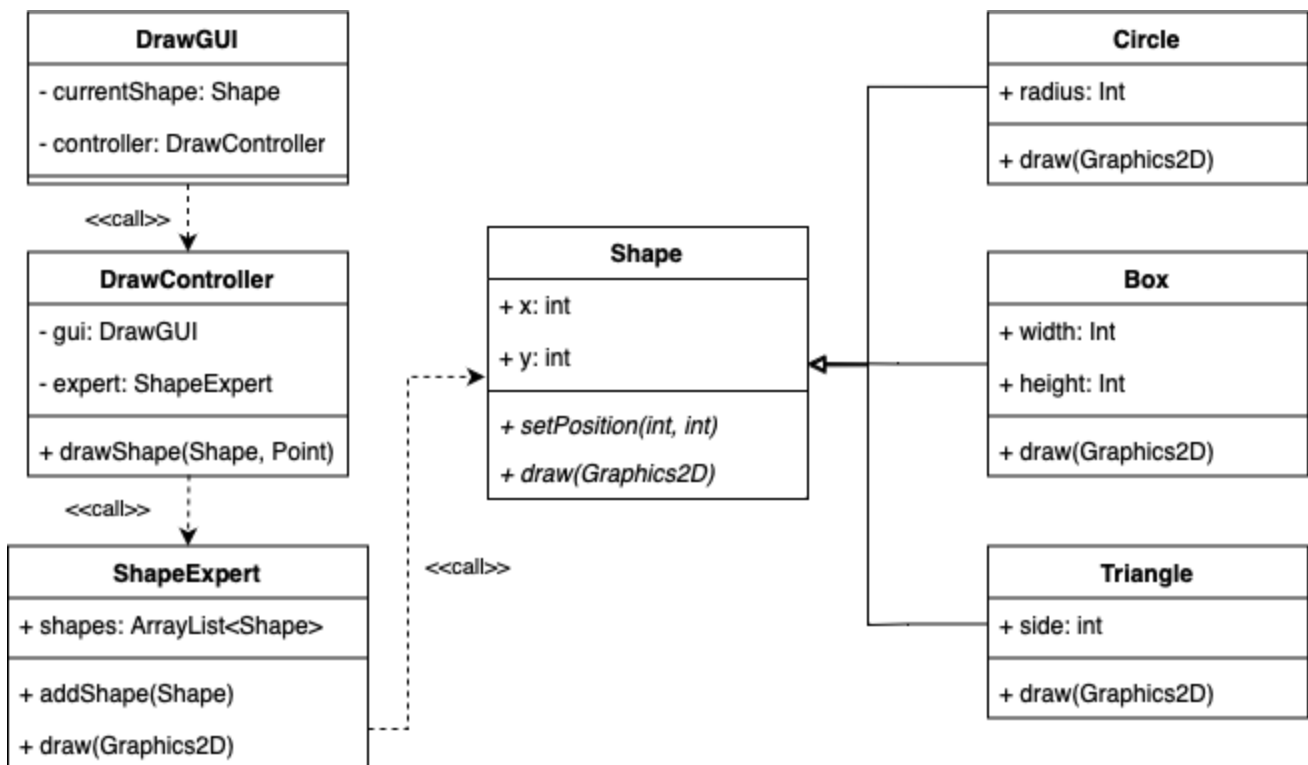 DrawGUI
- currentShape: Shape
- controller: DrawController
<<call>>
DrawController
- gui: DrawGUI
- expert: ShapeExpert
+ drawShape(Shape, Point)
<<call>>
ShapeExpert
+ shapes: ArrayList<Shape>
+ addShape(Shape)
+ draw(Graphics2D)
<<call>>
Shape
+ x: int
+ y: int
+ setPosition(int, int)
+ draw(Graphics2D)
Circle
+ radius: Int
+ draw(Graphics2D)
Box
+ width: Int
+ height: Int
+ draw(Graphics2D)
Triangle
+ side: int
+ draw(Graphics2D)